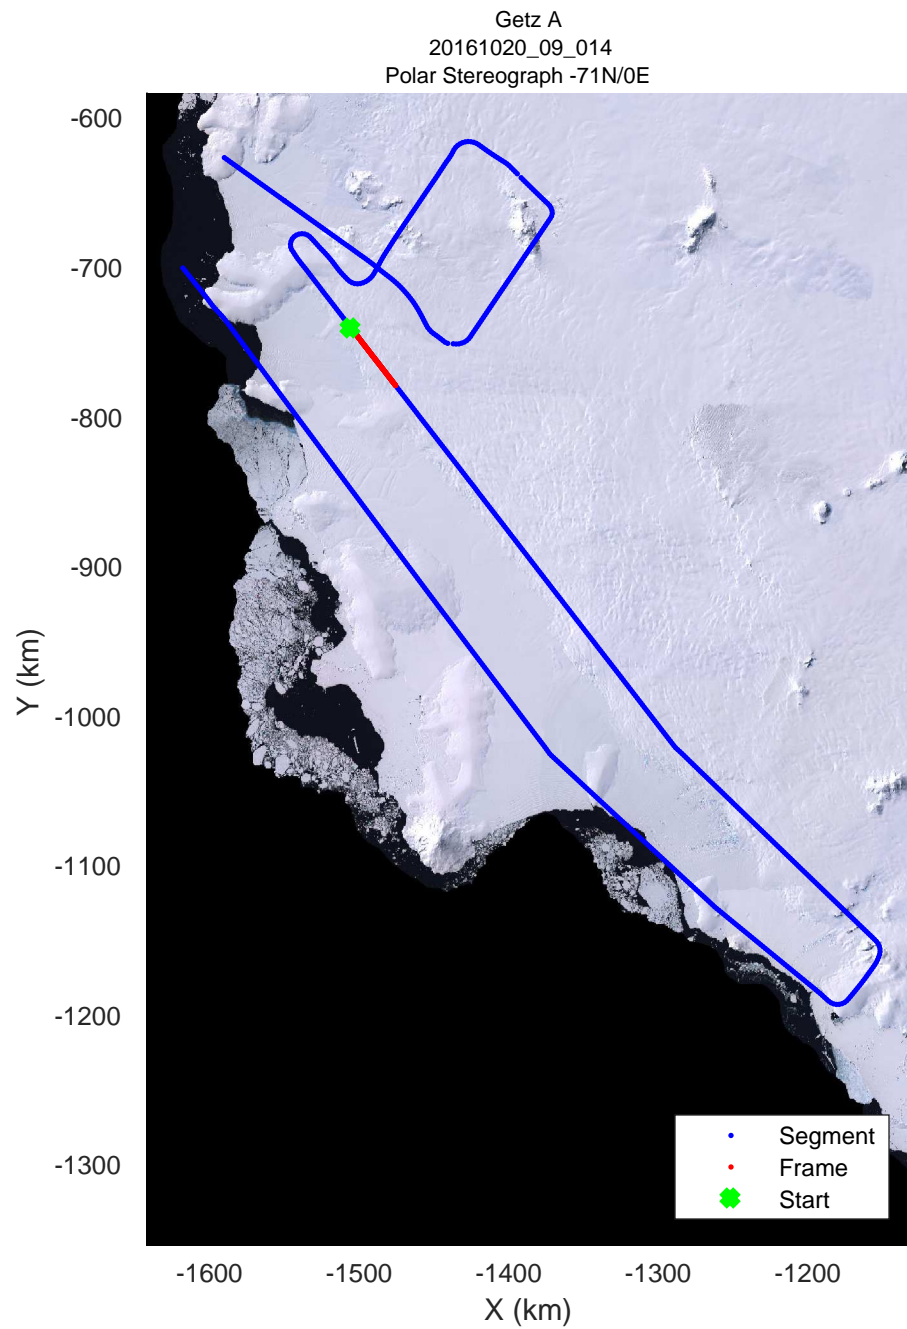 Getz A
20161020_09_014
Polar Stereograph -71N/0E
-600
-700
-800
-900
-1000
-1100
-1200
-1300
Y (km)
Segment
Frame
Start
-1600
-1500
-1400
-1300
-1200
X (km)